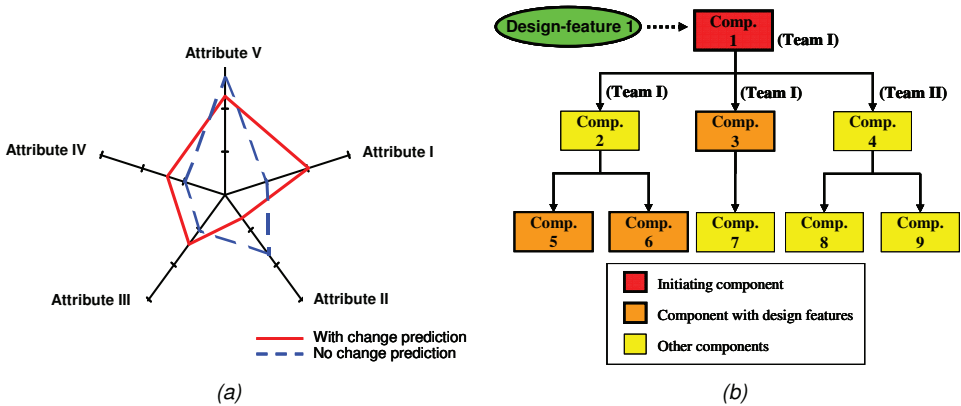 Attribute V
Attribute IV
Attribute I
Attribute III
Attribute II
With change prediction
No change prediction
(a)
Design-feature 1
Comp.
1
(Team I)
(Team I)
(Team I)
(Team II)
Comp.
2
Comp.
3
Comp.
4
Comp.
5
Comp.
6
Comp.
7
Comp.
8
Comp.
9
Initiating component
Component with design features
Other components
(b)